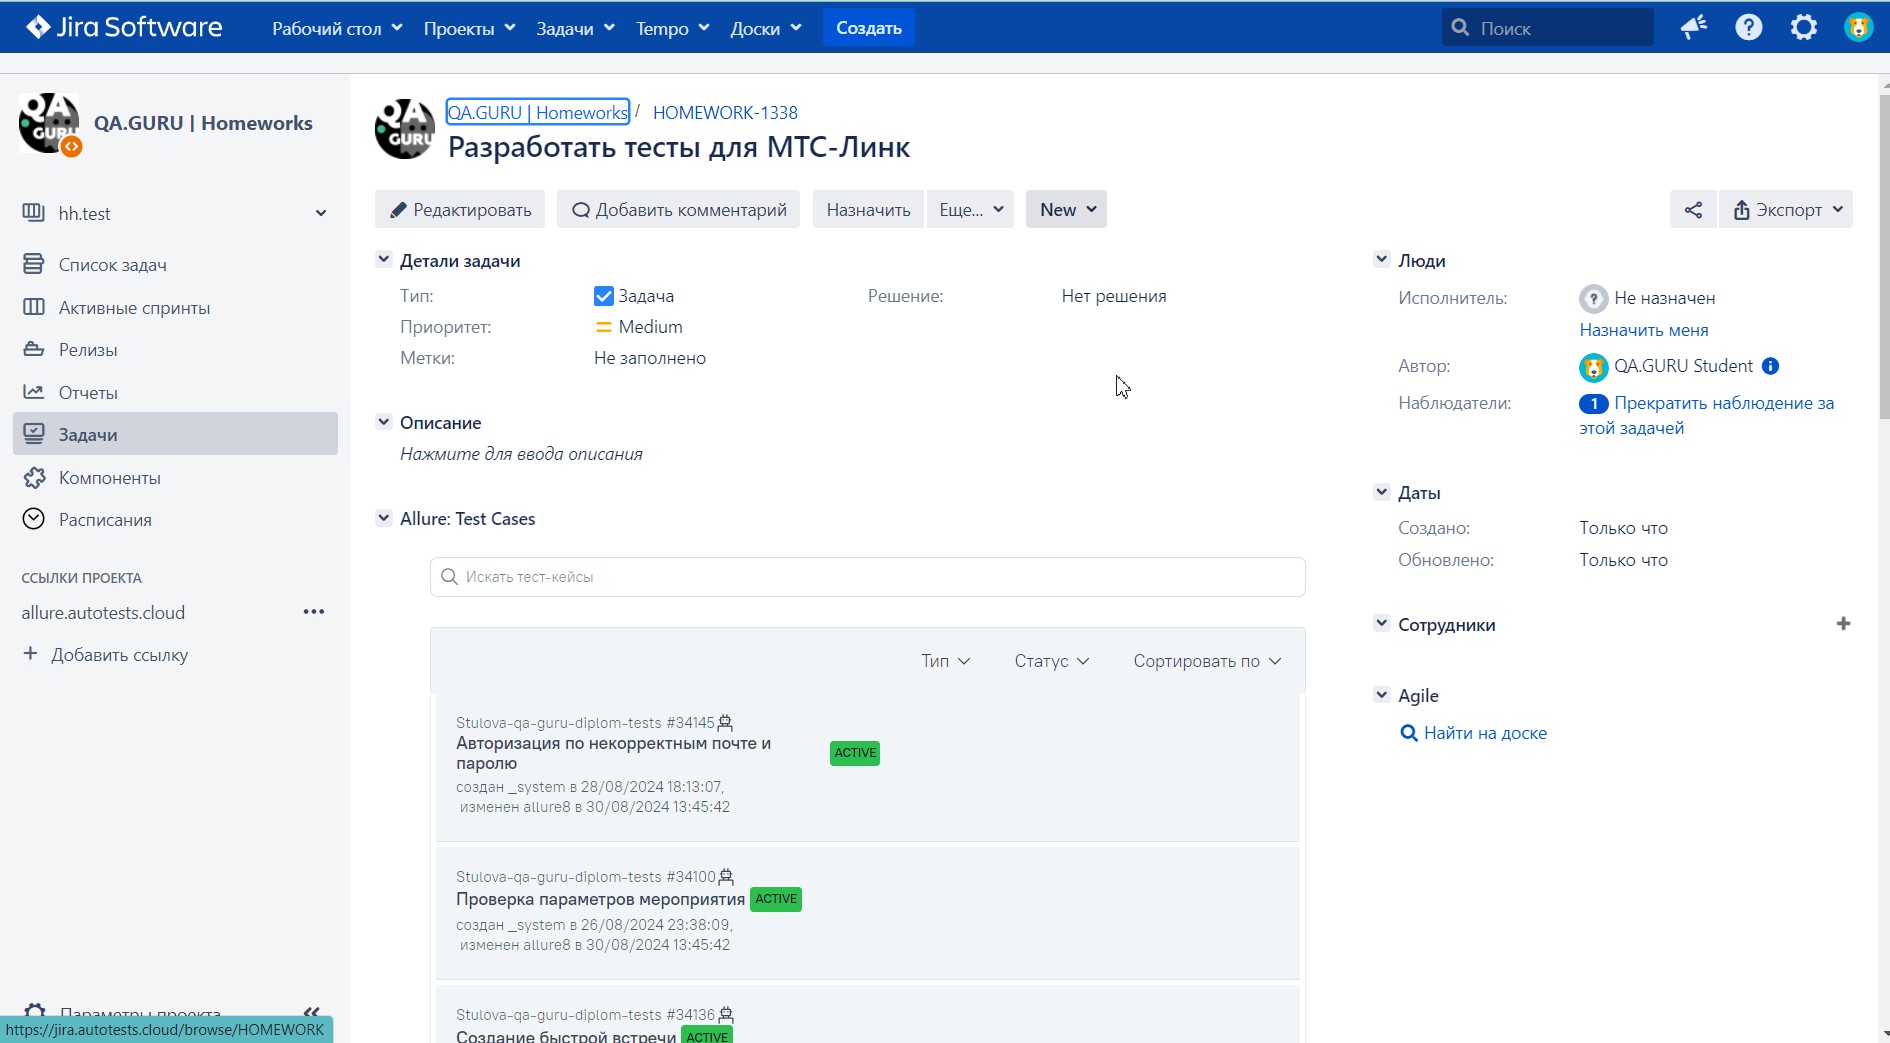 Jira Software Рабочий стол Проекты Задачи Tempo Доски Создать Поиск
QA.GURU | Homeworks
hh.test
Список задач
Активные спринты
Релизы
Отчеты
Задачи
Компоненты
Расписания
ССЫЛКИ ПРОЕКТА
allure.autotests.cloud
Добавить ссылку
Параметры проекта
https://jira.autotests.cloud/browse/HOMEWORK
QA.GURU | Homeworks / HOMEWORK-1338
Разработать тесты для МТС-Линк
Редактировать Добавить комментарий Назначить Еще... New Экспорт
Детали задачи
Тип: Задача Решение: Нет решения
Приоритет: Medium
Метки: Не заполнено
Описание
Нажмите для ввода описания
Allure: Test Cases
Искать тест-кейсы
Тип Статус Сортировать по
Stulova-qa-guru-diplom-tests #34145
Авторизация по некорректным почте и
паролю
ACTIVE
создан _system в 28/08/2024 18:13:07,
изменен allure8 в 30/08/2024 13:45:42
Stulova-qa-guru-diplom-tests #34100
Проверка параметров мероприятия ACTIVE
создан _system в 26/08/2024 23:38:09,
изменен allure8 в 30/08/2024 13:45:42
Stulova-qa-guru-diplom-tests #34136
Создание быстрой встречи ACTIVE
Люди
Исполнитель: Не назначен
Назначить меня
Автор: QA.GURU Student
Наблюдатели: 1 Прекратить наблюдение за
этой задачей
Даты
Создано: Только что
Обновлено: Только что
Сотрудники
Agile
Найти на доске